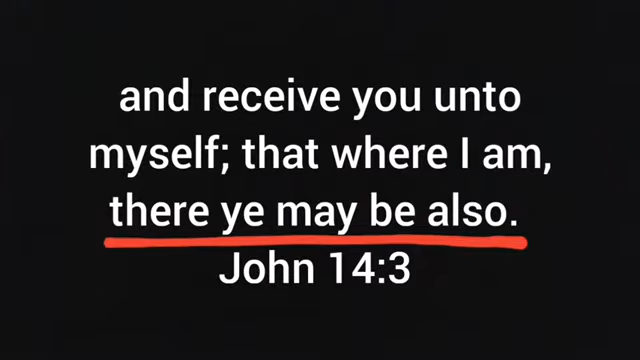 and receive you unto
myself; that where I am,
there ye may be also.
John 14:3